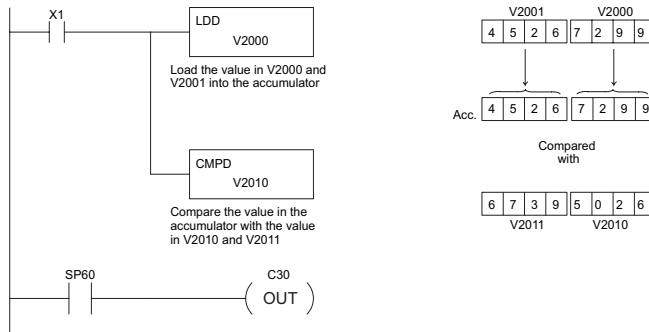 X1
LDD
V2000
Load the value in V2000 and
V2001 into the accumulator
CMPD
V2010
Compare the value in the
accumulator with the value
in V2010 and V2011
SP60
C30
OUT
V2001 V2000
4 5 2 6 7 2 9 9
Acc. 4 5 2 6 7 2 9 9
Compared
with
6 7 3 9 5 0 2 6
V2011 V2010